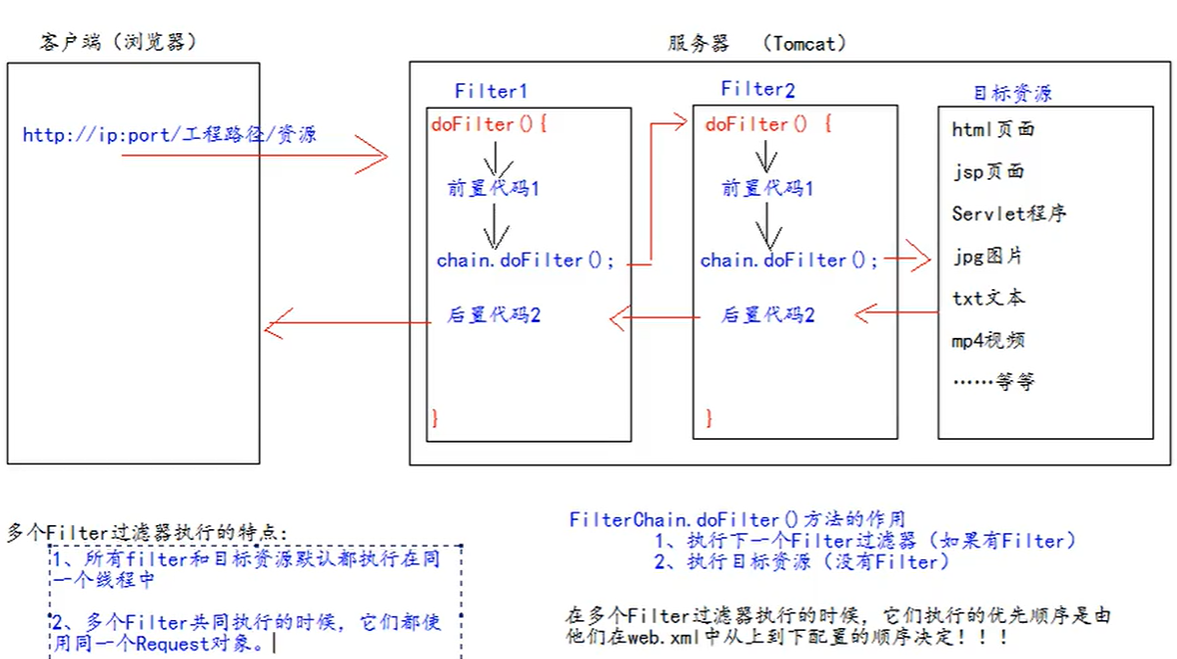 客户端（浏览器）
服务器 （Tomcat）
http://ip:port/工程路径/资源
Filter1
doFilter(){
前置代码1
chain.doFilter();
后置代码2
}
Filter2
doFilter() {
前置代码1
chain.doFilter();
后置代码2
}
目标资源
html页面
jsp页面
Servlet程序
jpg图片
txt文本
mp4视频
……等等
多个Filter过滤器执行的特点:
1、所有filter和目标资源默认都执行在同
一个线程中
2、多个Filter共同执行的时候，它们都使
用同一个Request对象。
FilterChain.doFilter()方法的作用
1、执行下一个Filter过滤器（如果有Filter）
2、执行目标资源（没有Filter）
在多个Filter过滤器执行的时候，它们执行的优先顺序是由
他们在web.xml中从上到下配置的顺序决定！！！